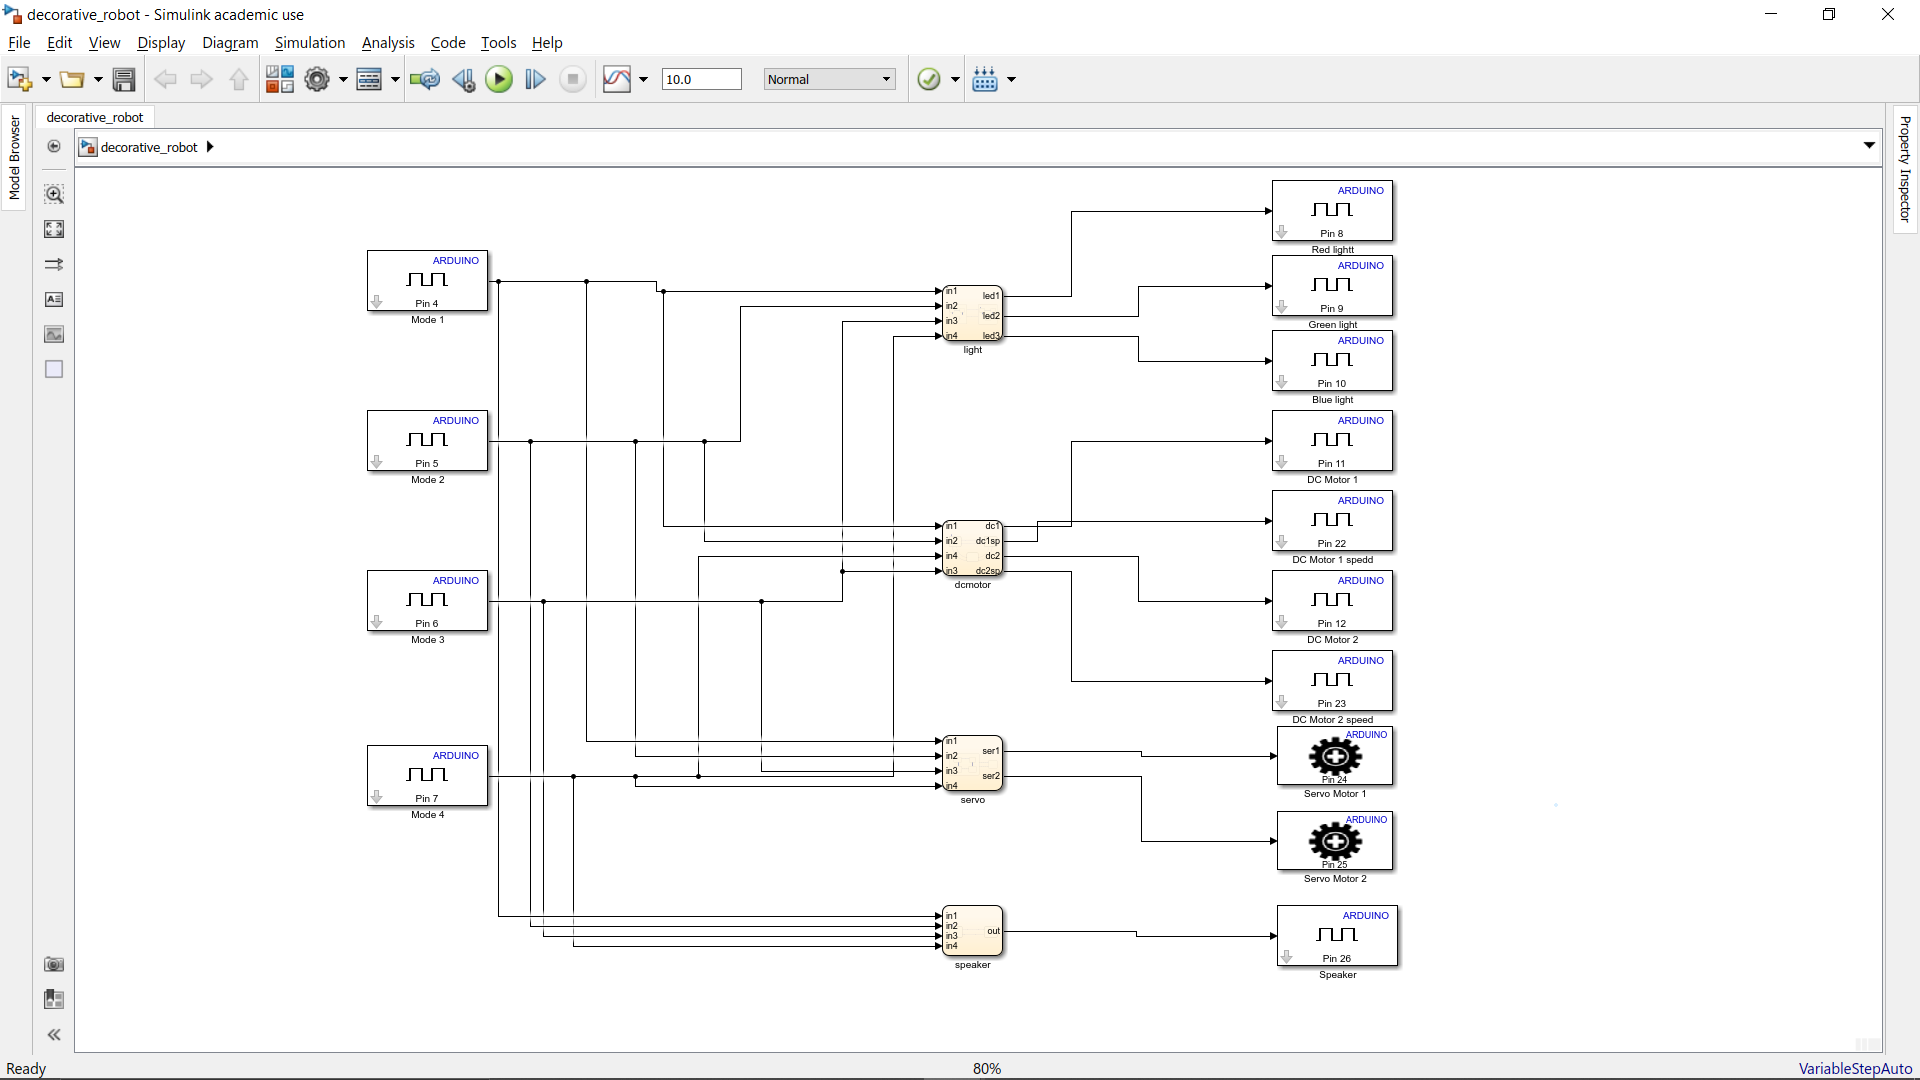 decorative_robot - Simulink academic use
File Edit View Display Diagram Simulation Analysis Code Tools Help
10.0
Normal
Model Browser
decorative_robot
decorative_robot
Property Inspector
ARDUINO
Pin 4
Mode 1
ARDUINO
Pin 5
Mode 2
ARDUINO
Pin 6
Mode 3
ARDUINO
Pin 7
Mode 4
in1
in2
in3
in4
led1
led2
led3
light
in1
in2
in4
in3
dc1
dc1sp
dc2
dc2sp
dcmotor
in1
in2
in3
in4
ser1
ser2
servo
in1
in2
in3
in4
out
speaker
ARDUINO
Pin 8
Red lightt
ARDUINO
Pin 9
Green light
ARDUINO
Pin 10
Blue light
ARDUINO
Pin 11
DC Motor 1
ARDUINO
Pin 22
DC Motor 1 spedd
ARDUINO
Pin 12
DC Motor 2
ARDUINO
Pin 23
DC Motor 2 speed
ARDUINO
Pin 24
Servo Motor 1
ARDUINO
Pin 25
Servo Motor 2
ARDUINO
Pin 26
Speaker
Ready
80%
VariableStepAuto